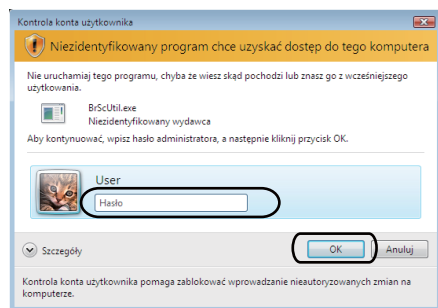 Kontrola konta użytkownika
Niezidentyfikowany program chce uzyskać dostęp do tego komputera
Nie uruchamiaj tego programu, chyba że wiesz skąd pochodzi lub znasz go z wcześniejszego
użytkowania.
BrScUtil.exe
Niezidentyfikowany wydawca
Aby kontynuować, wpisz hasło administratora, a następnie kliknij przycisk OK.
User
Hasło
Szczegóły
OK
Anuluj
Kontrola konta użytkownika pomaga zablokować wprowadzanie nieautoryzowanych zmian na
komputerze.